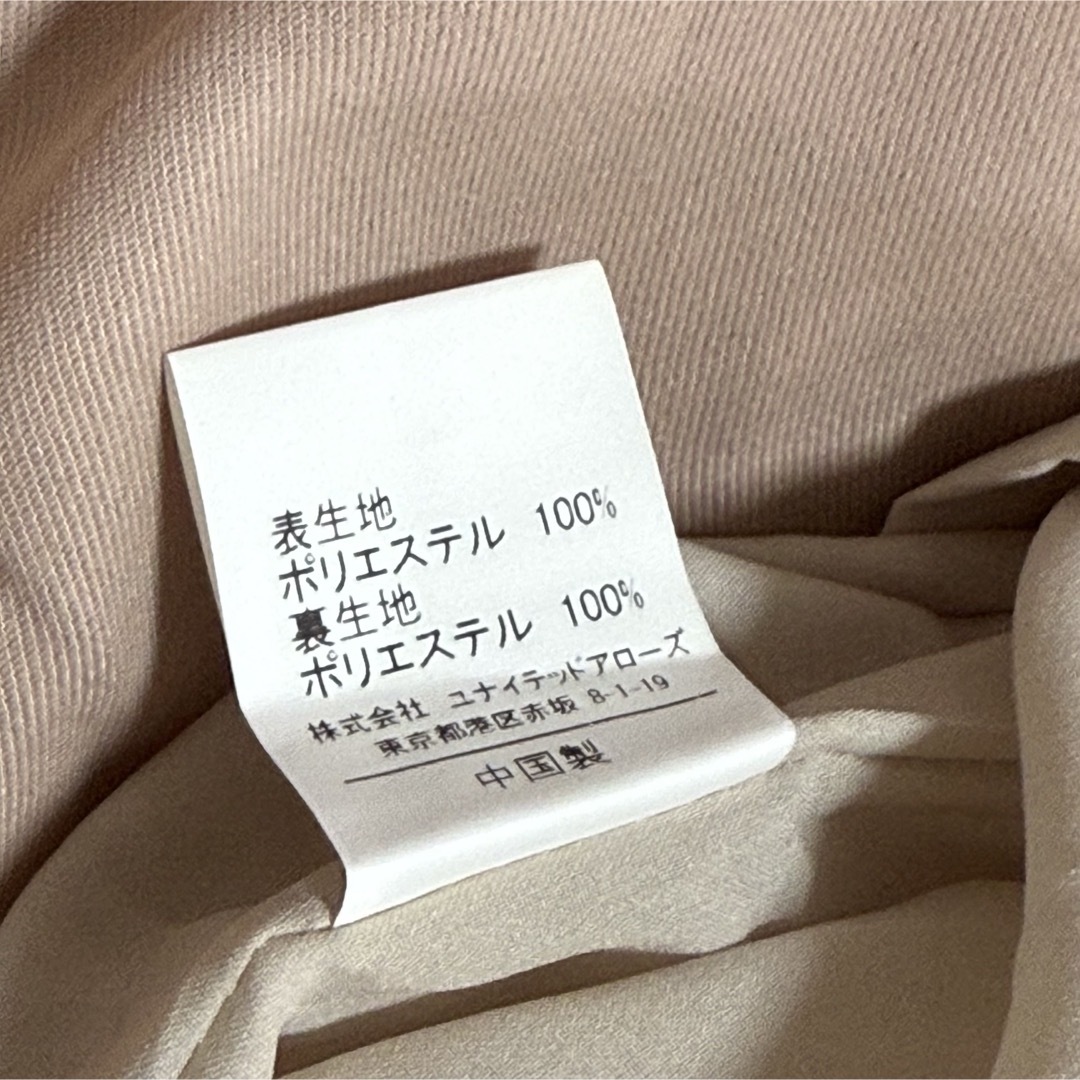 表生地
ポリエステル 100%
裏生地
ポリエステル 100%
株式会社 ユナイテッドアローズ
東京都港区赤坂 8-1-19
中国製